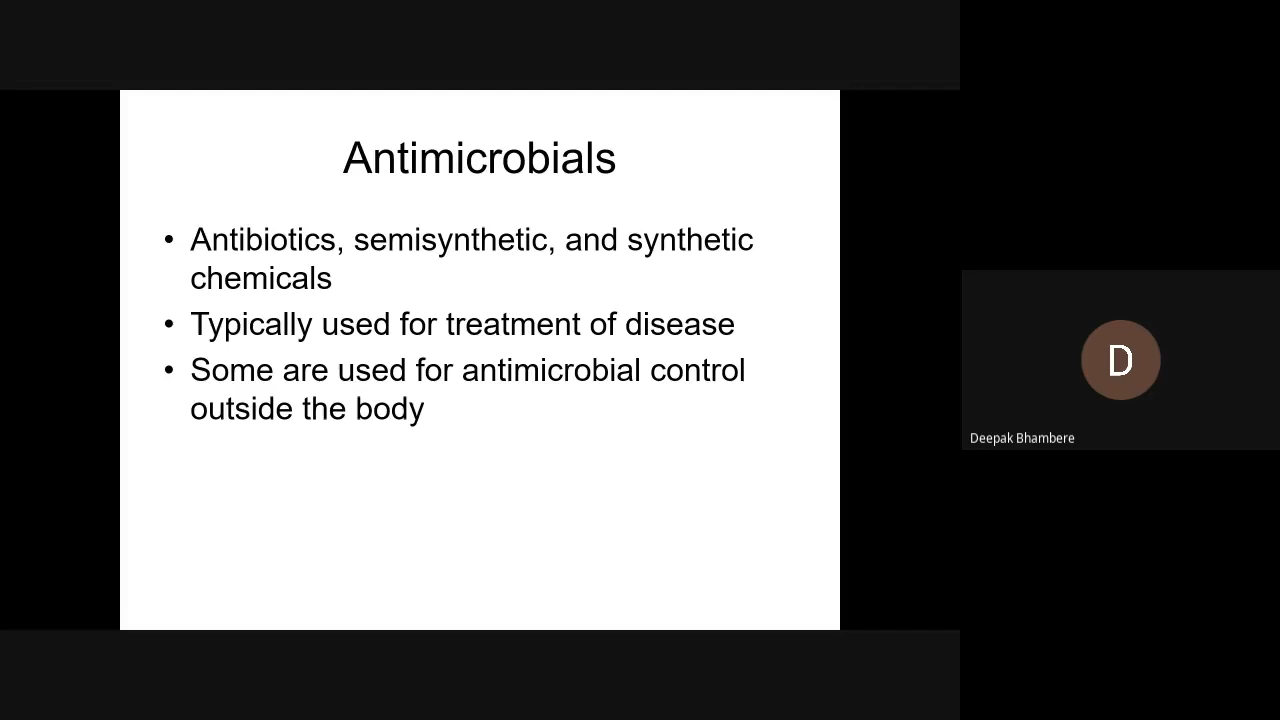 Antimicrobials
• Antibiotics, semisynthetic, and synthetic
chemicals
• Typically used for treatment of disease
• Some are used for antimicrobial control
outside the body
D
Deepak Bhambere